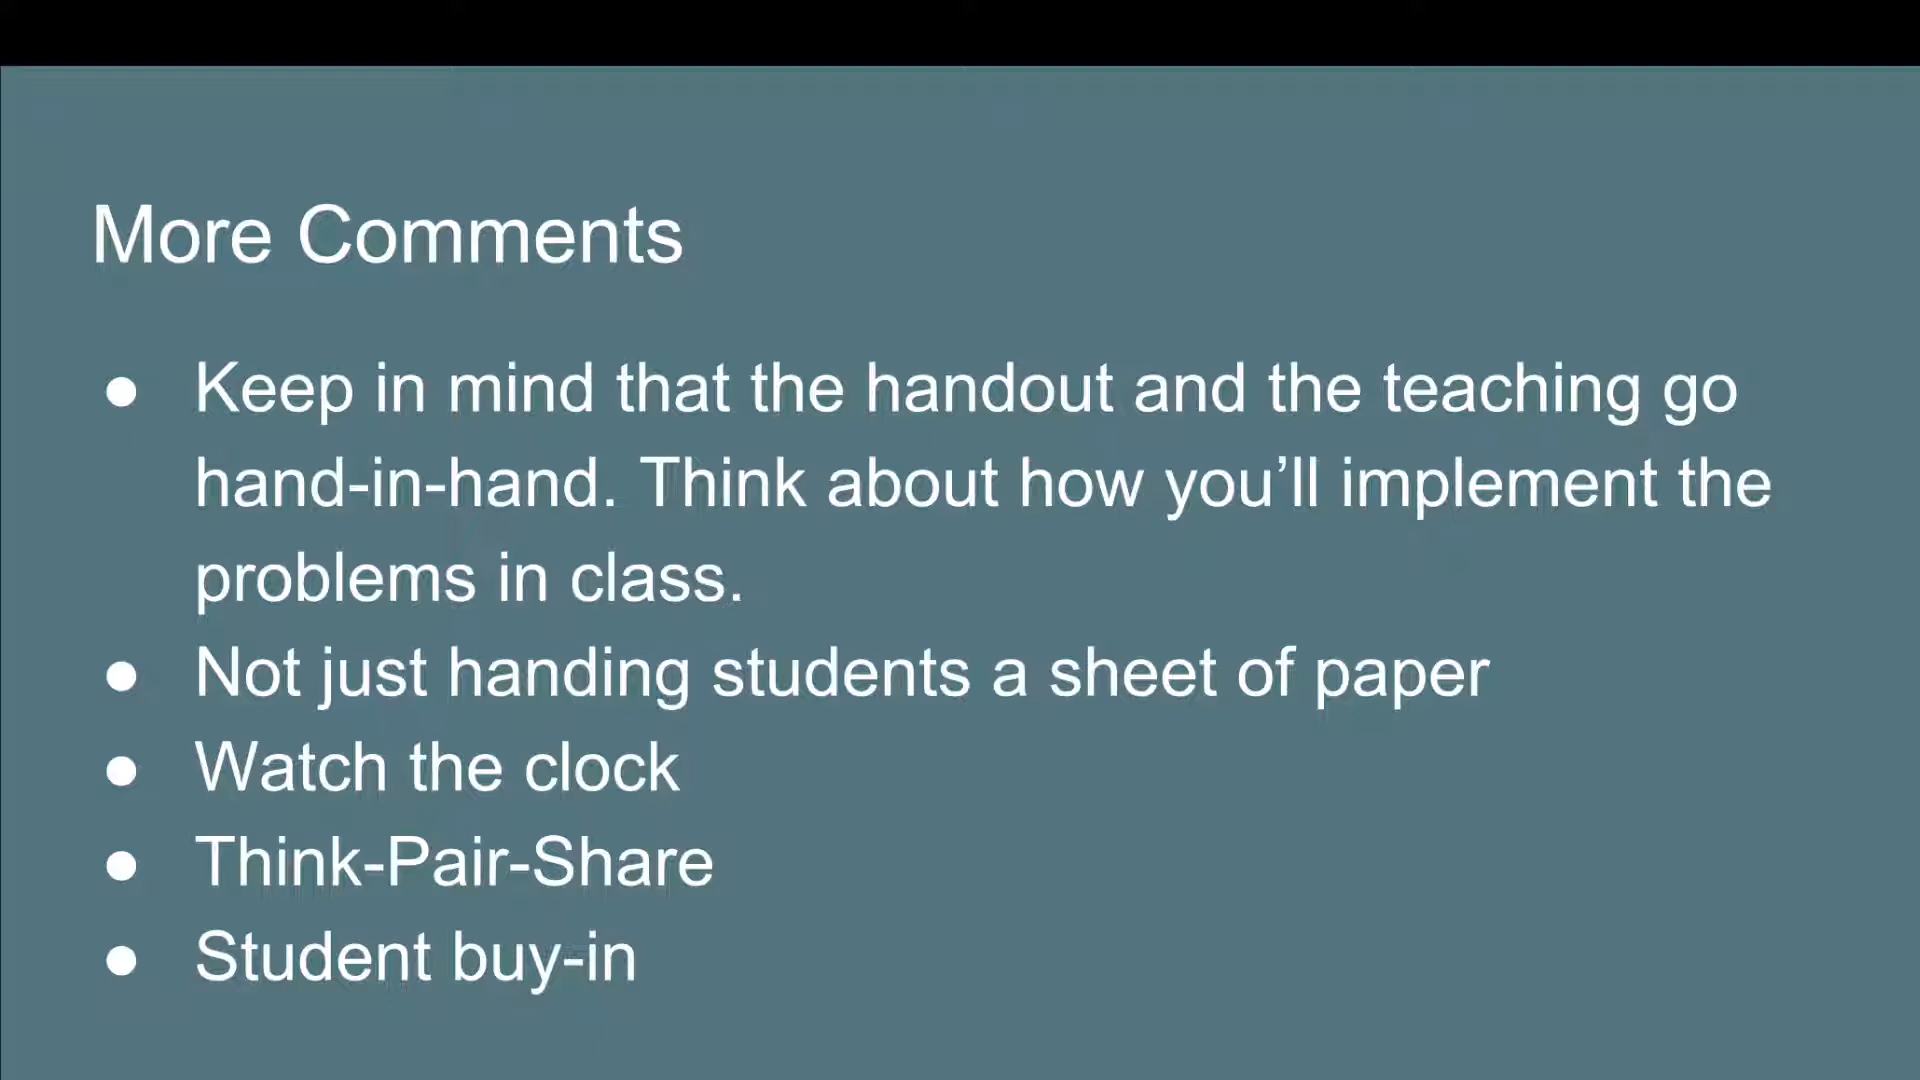 More Comments
● Keep in mind that the handout and the teaching go
hand-in-hand. Think about how you’ll implement the
problems in class.
● Not just handing students a sheet of paper
● Watch the clock
● Think-Pair-Share
● Student buy-in